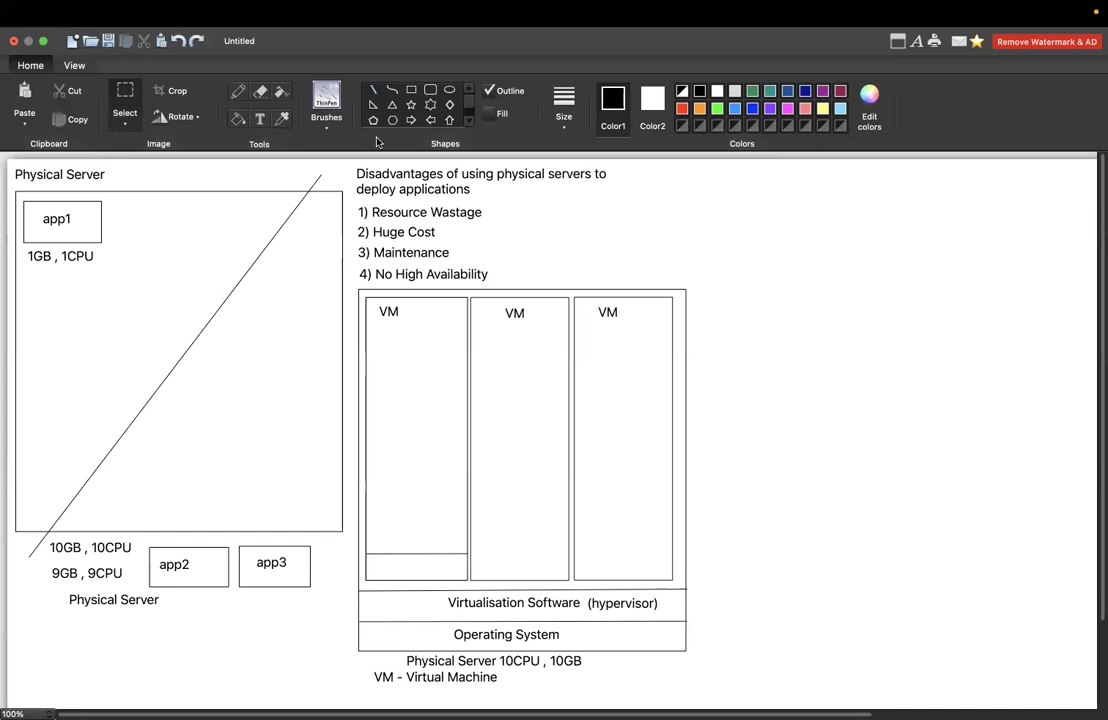 Untitled
Remove Watermark & AD
Home
View
Paste
Cut
Copy
Clipboard
Select
Crop
Rotate
Image
Tools
ThinPen
Brushes
Shapes
Outline
Fill
Size
Color1
Color2
Edit colors
Colors
Physical Server
app1
1GB , 1CPU
10GB , 10CPU
9GB , 9CPU
app2
app3
Physical Server
Disadvantages of using physical servers to
deploy applications
1) Resource Wastage
2) Huge Cost
3) Maintenance
4) No High Availability
VM
VM
VM
Virtualisation Software (hypervisor)
Operating System
Physical Server 10CPU , 10GB
VM - Virtual Machine
100%